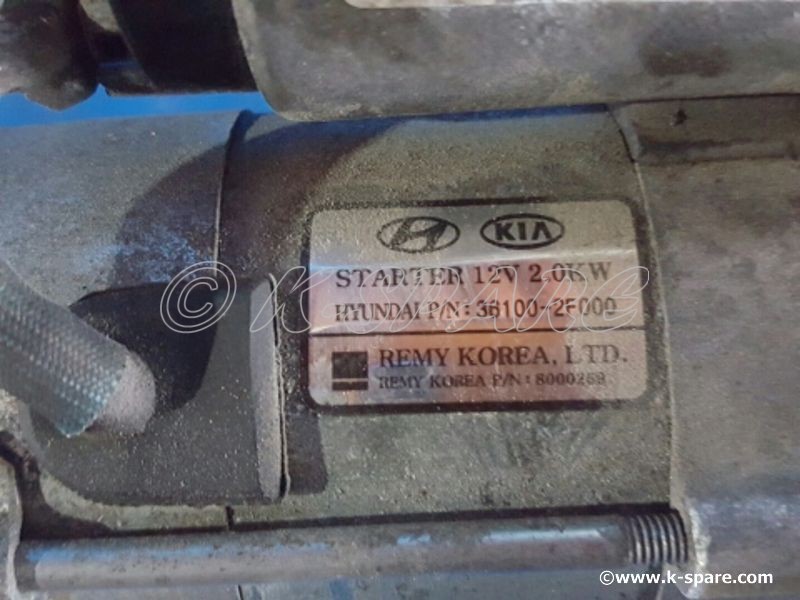 KIA
STARTER 12V 2.0KW
HYUNDAI P/N : 36100-2F000
REMY KOREA, LTD.
REMY KOREA P/N : 8000259
©www.k-spare.com